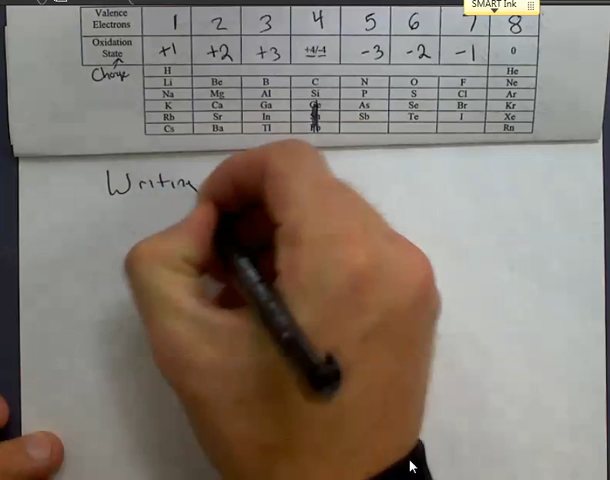 SMART Ink
Valence Electrons 1 2 3 4 5 6 7 8
Oxidation State +1 +2 +3 +4/-4 -3 -2 -1 0
Charge
H He
Li Be B C N O F Ne
Na Mg Al Si P S Cl Ar
K Ca Ga As Se Br Kr
Rb Sr In Sb Te I Xe
Cs Ba Tl Rn
Writing